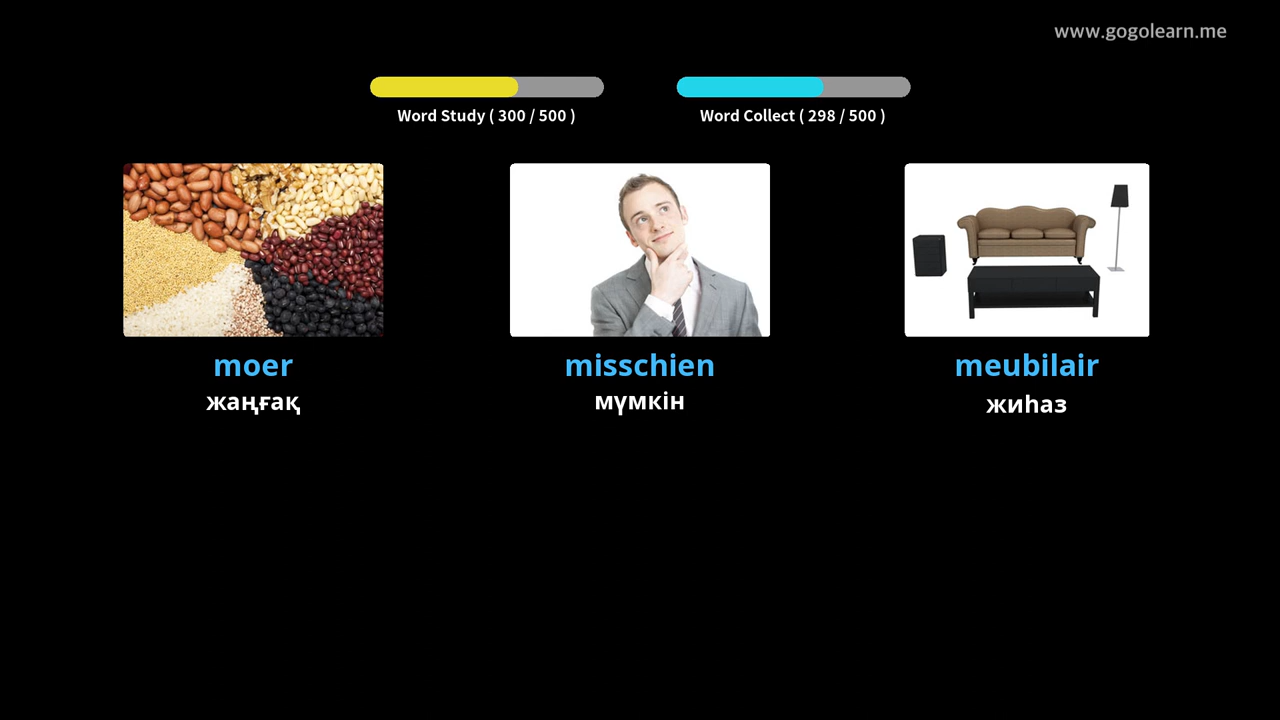 www.gogolearn.me
Word Study ( 300 / 500 )
Word Collect ( 298 / 500 )
moer
жаңғақ
misschien
мүмкін
meubilair
жиһаз